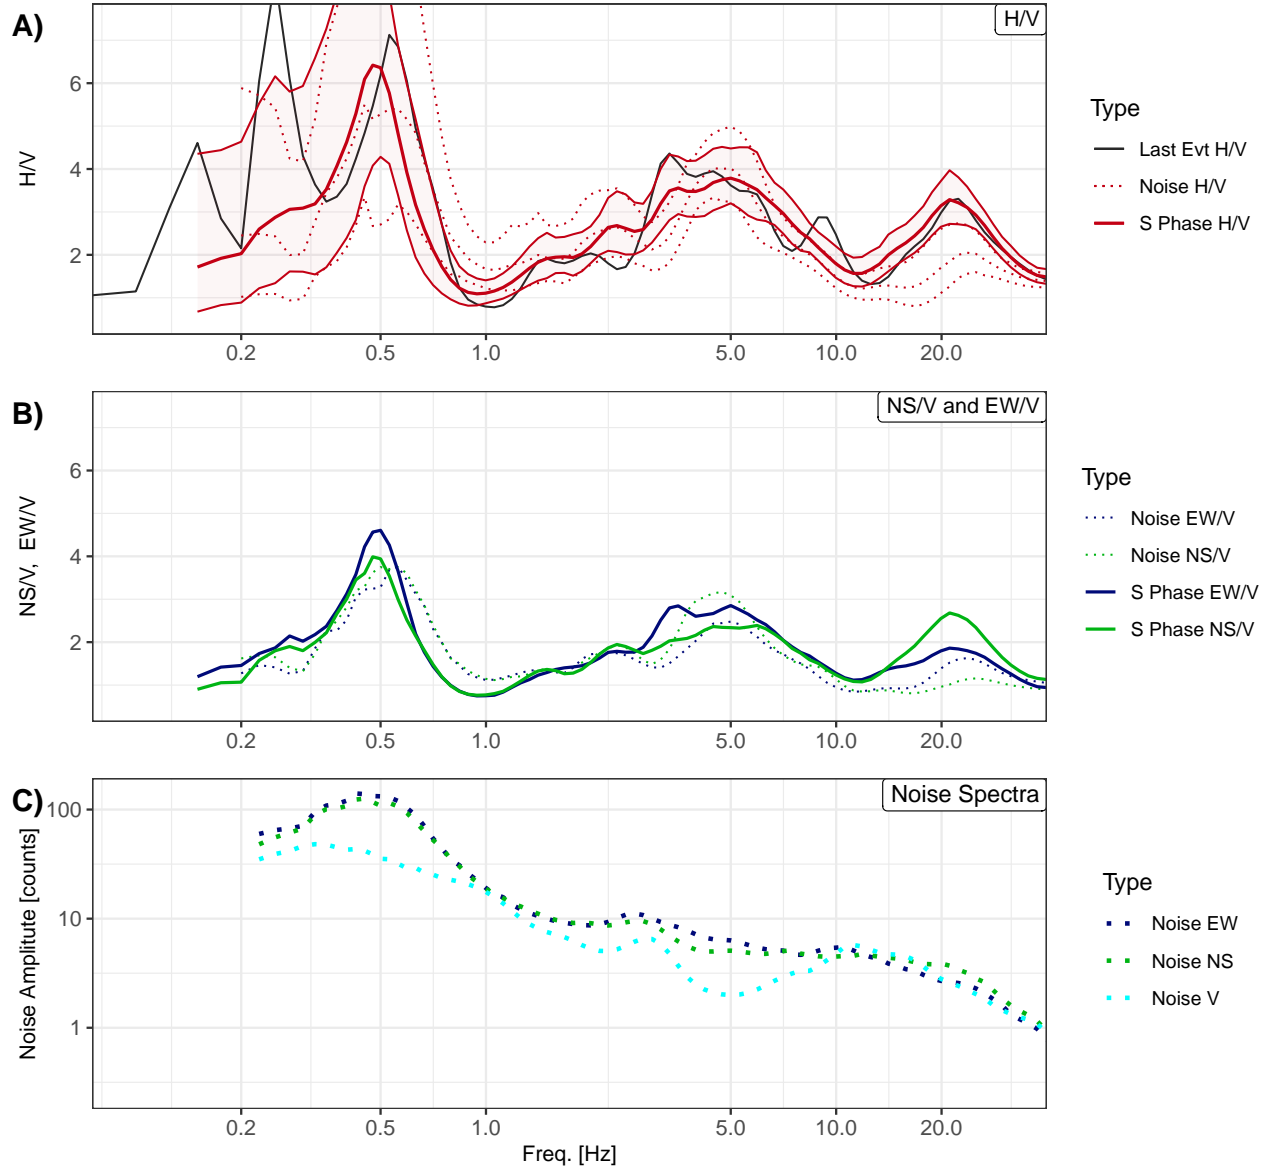 A)
H/V
6
4
2
H/V
0.2 0.5 1.0 5.0 10.0 20.0
Type
Last Evt H/V
Noise H/V
S Phase H/V
B)
NS/V and EW/V
6
4
2
NS/V, EW/V
0.2 0.5 1.0 5.0 10.0 20.0
Type
Noise EW/V
Noise NS/V
S Phase EW/V
S Phase NS/V
C)
Noise Spectra
100
10
1
Noise Amplitute [counts]
0.2 0.5 1.0 5.0 10.0 20.0
Freq. [Hz]
Type
Noise EW
Noise NS
Noise V